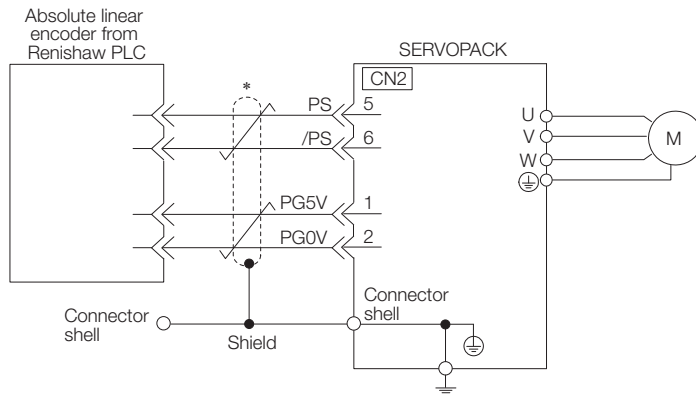 Absolute linear
encoder from
Renishaw PLC
SERVOPACK
*
CN2
PS
5
/PS
6
PG5V
1
PG0V
2
U
V
W
M
Connector
shell
Shield
Connector
shell